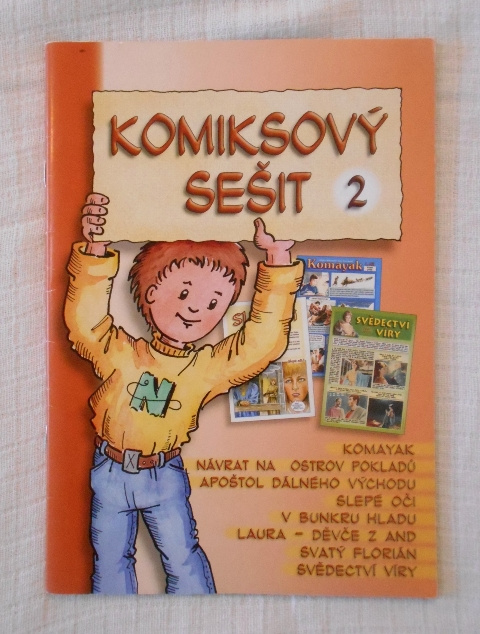 KOMIKSOVÝ
SEŠIT 2
Komayak
SVĚDECTVÍ
VÍRY
N
KOMAYAK
NÁVRAT NA OSTROV POKLADŮ
APOŠTOL DÁLNÉHO VÝCHODU
SLEPÉ OČI
V BUNKRU HLADU
LAURA - DĚVČE Z AND
SVATÝ FLORIÁN
SVĚDECTVÍ VÍRY